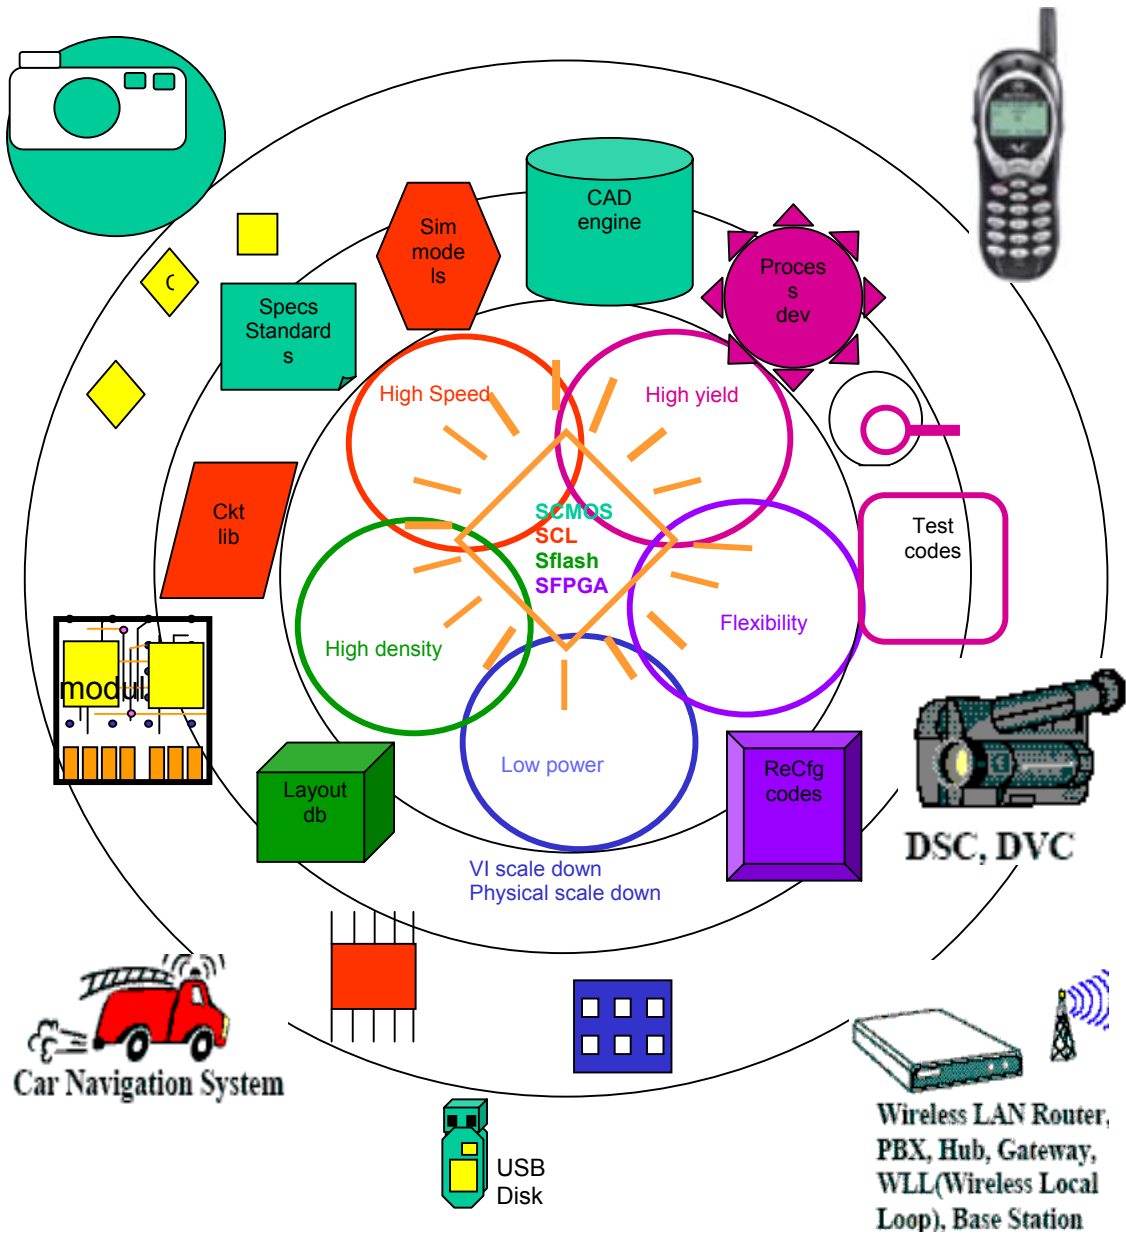 CAD
engine
Sim
mode
ls
Proces
s
dev
Specs
Standard
s
High Speed
High yield
Ckt
lib
SCMOS
SCL
Sflash
SFPGA
Test
codes
Flexibility
High density
modul
Low power
Layout
db
ReCfg
codes
DSC, DVC
VI scale down
Physical scale down
Car Navigation System
USB
Disk
Wireless LAN Router,
PBX, Hub, Gateway,
WLL(Wireless Local
Loop), Base Station